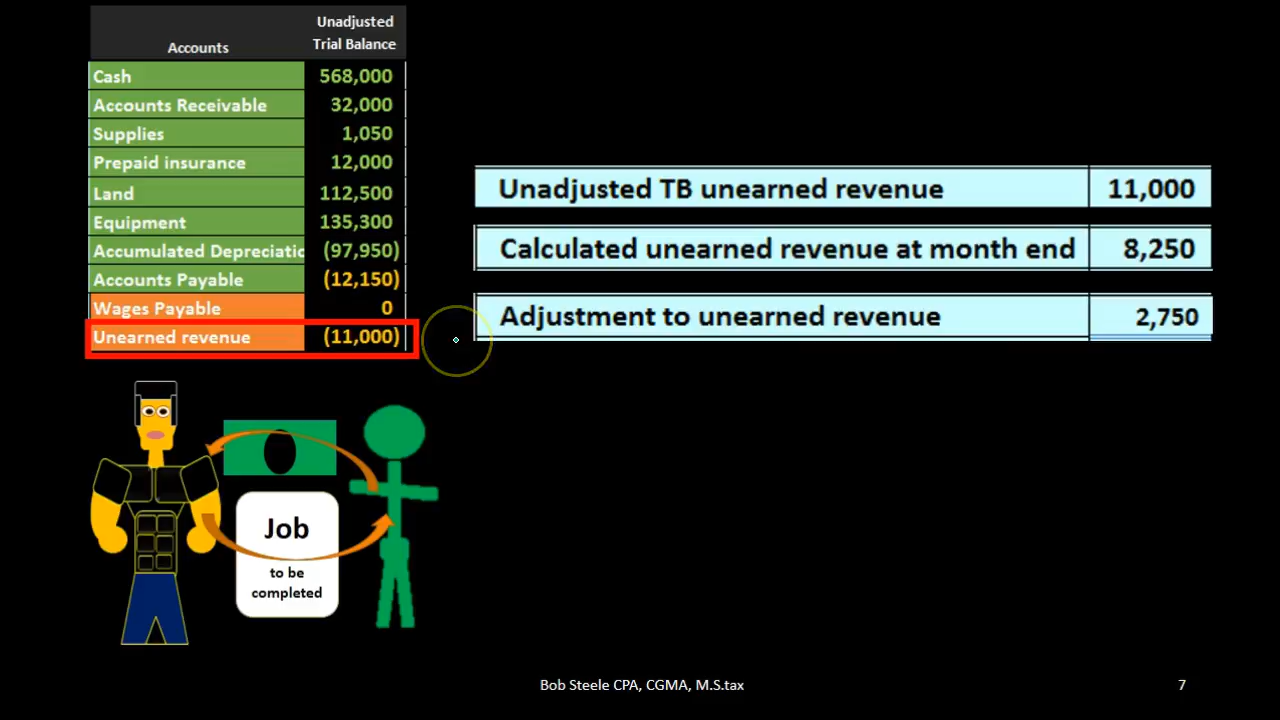 Unadjusted
Accounts Trial Balance
Cash 568,000
Accounts Receivable 32,000
Supplies 1,050
Prepaid insurance 12,000
Land 112,500
Equipment 135,300
Accumulated Depreciatio (97,950)
Accounts Payable (12,150)
Wages Payable 0
Unearned revenue (11,000)
Unadjusted TB unearned revenue 11,000
Calculated unearned revenue at month end 8,250
Adjustment to unearned revenue 2,750
Job
to be
completed
Bob Steele CPA, CGMA, M.S.tax 7